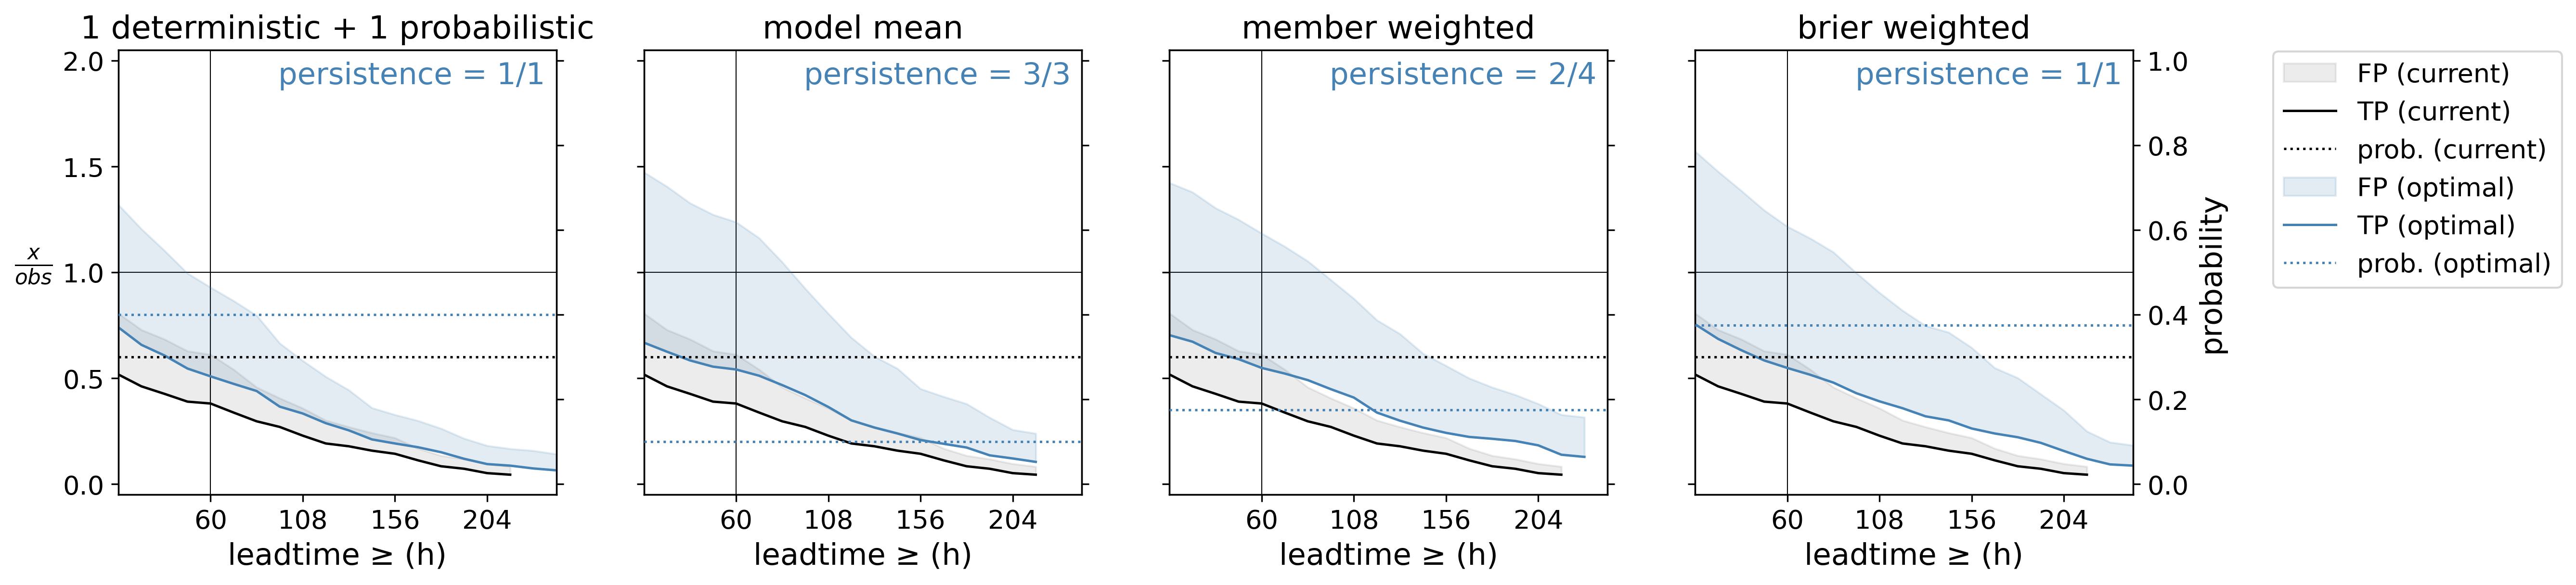 1 deterministic + 1 probabilistic
model mean
member weighted
brier weighted
persistence = 1/1
persistence = 3/3
persistence = 2/4
persistence = 1/1
2.0
1.5
1.0
0.5
0.0
x
obs
1.0
0.8
0.6
0.4
0.2
0.0
probability
60 108 156 204
60 108 156 204
60 108 156 204
60 108 156 204
leadtime ≥ (h)
leadtime ≥ (h)
leadtime ≥ (h)
leadtime ≥ (h)
FP (current)
TP (current)
prob. (current)
FP (optimal)
TP (optimal)
prob. (optimal)